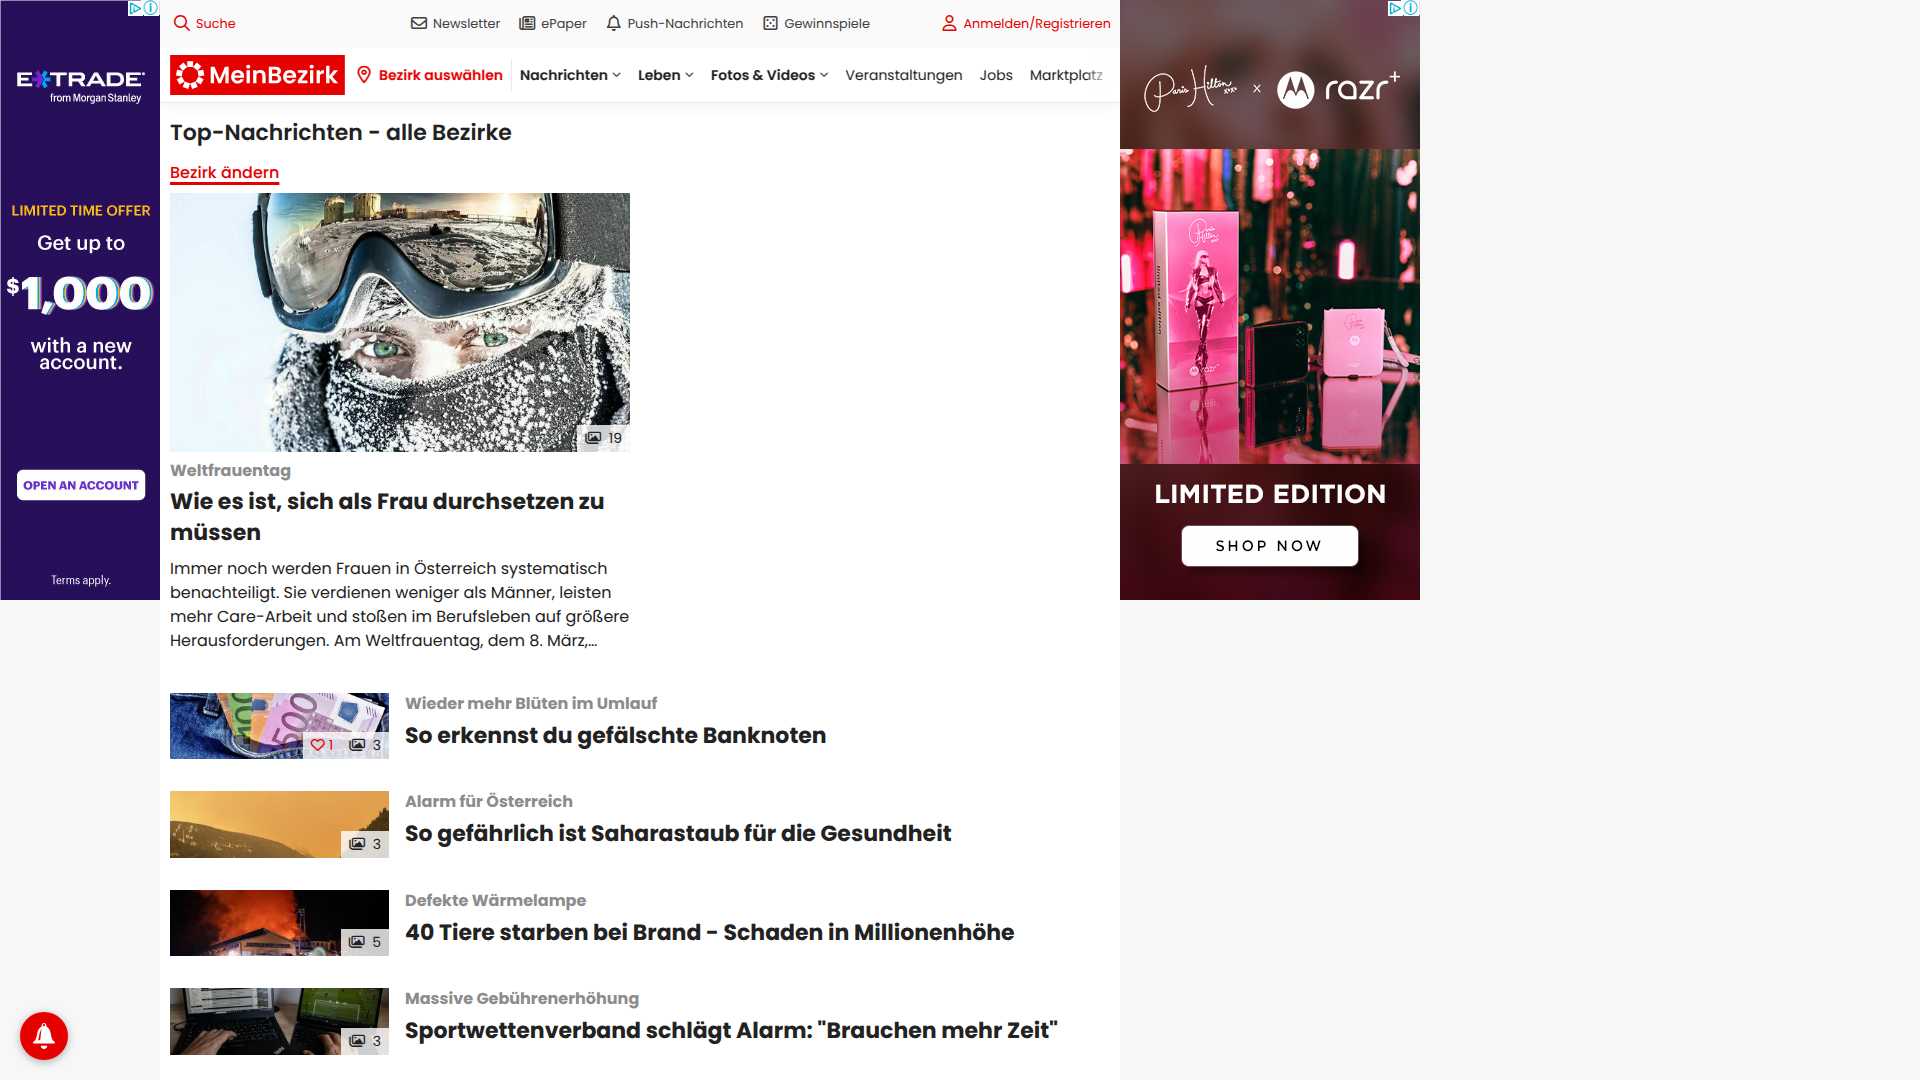 Suche
Newsletter
ePaper
Push-Nachrichten
Gewinnspiele
Anmelden/Registrieren
MeinBezirk
Bezirk auswählen
Nachrichten
Leben
Fotos & Videos
Veranstaltungen
Jobs
Marktplatz
E*TRADE
from Morgan Stanley
LIMITED TIME OFFER
Get up to
$1,000
with a new
account.
OPEN AN ACCOUNT
Terms apply.
Top-Nachrichten - alle Bezirke
Bezirk ändern
19
Weltfrauentag
Wie es ist, sich als Frau durchsetzen zu
müssen
Immer noch werden Frauen in Österreich systematisch
benachteiligt. Sie verdienen weniger als Männer, leisten
mehr Care-Arbeit und stoßen im Berufsleben auf größere
Herausforderungen. Am Weltfrauentag, dem 8. März,...
1
3
Wieder mehr Blüten im Umlauf
So erkennst du gefälschte Banknoten
3
Alarm für Österreich
So gefährlich ist Saharastaub für die Gesundheit
5
Defekte Wärmelampe
40 Tiere starben bei Brand - Schaden in Millionenhöhe
3
Massive Gebührenerhöhung
Sportwettenverband schlägt Alarm: "Brauchen mehr Zeit"
Paris Hilton x razr+
LIMITED EDITION
SHOP NOW